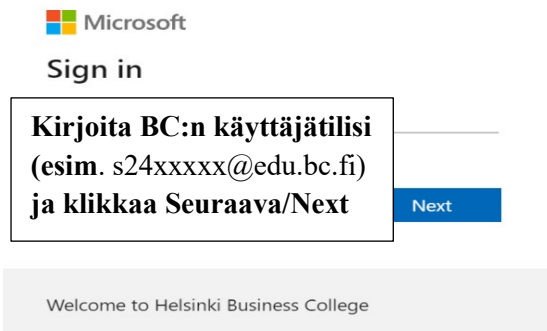 Microsoft
Sign in
Kirjoita BC:n käyttäjätilisi
(esim. s24xxxxx@edu.bc.fi)
ja klikkaa Seuraava/Next
Next
Welcome to Helsinki Business College